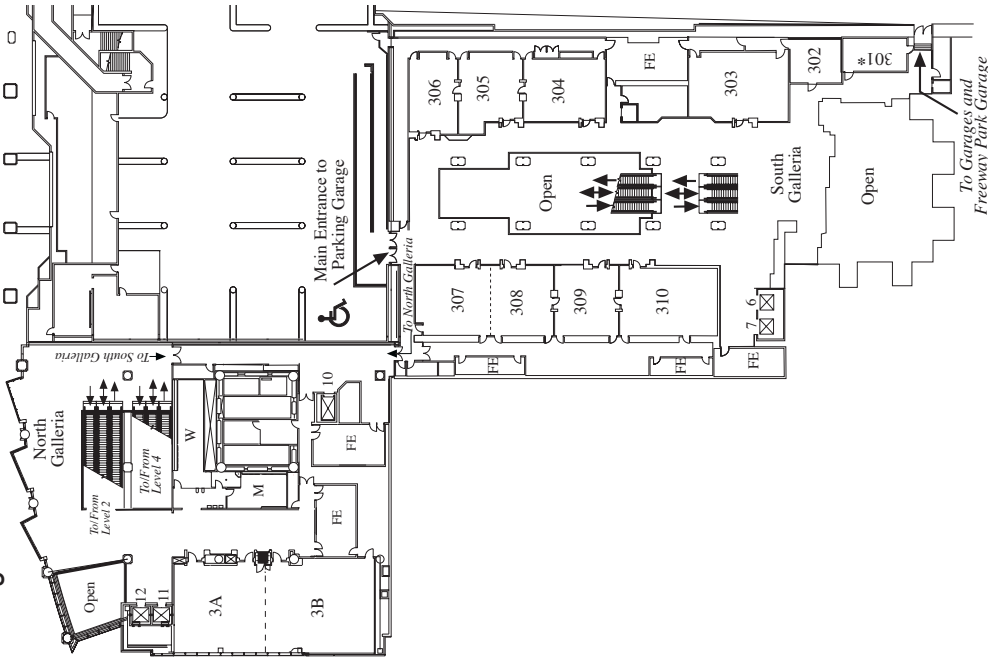 North
Galleria
To South Galleria
To/From
Level 2
To/From
Level 4
Open
12
11
3A
3B
W
M
FE
FE
10
Main Entrance to
Parking Garage
To North Galleria
306
305
304
FE
303
302
301*
307
308
309
310
Open
South
Galleria
Open
7
6
FE
FE
FE
To Garages and
Freeway Park Garage